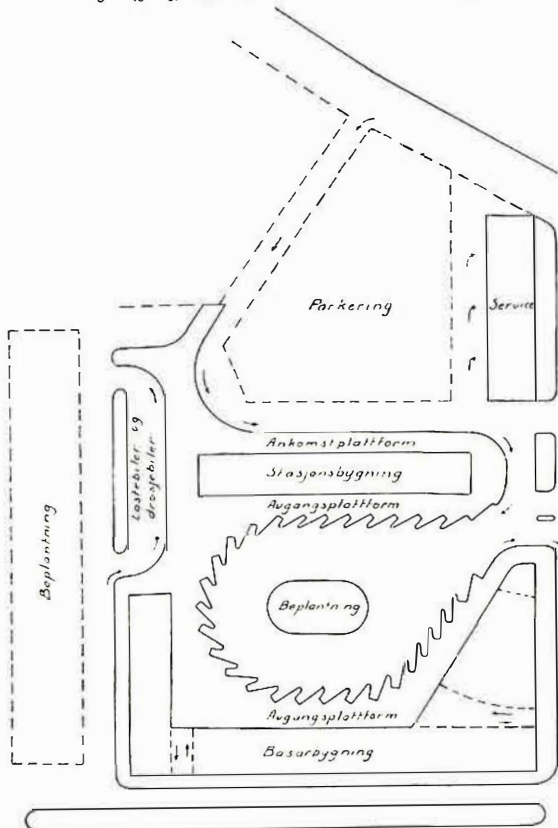 Parkering
Service
Ankomstplattform
Stasjonsbygning
Avgangsplattform
Lastebiler og
drosjebiler
Beplantning
Beplantning
Avgangsplattform
Basarbygning